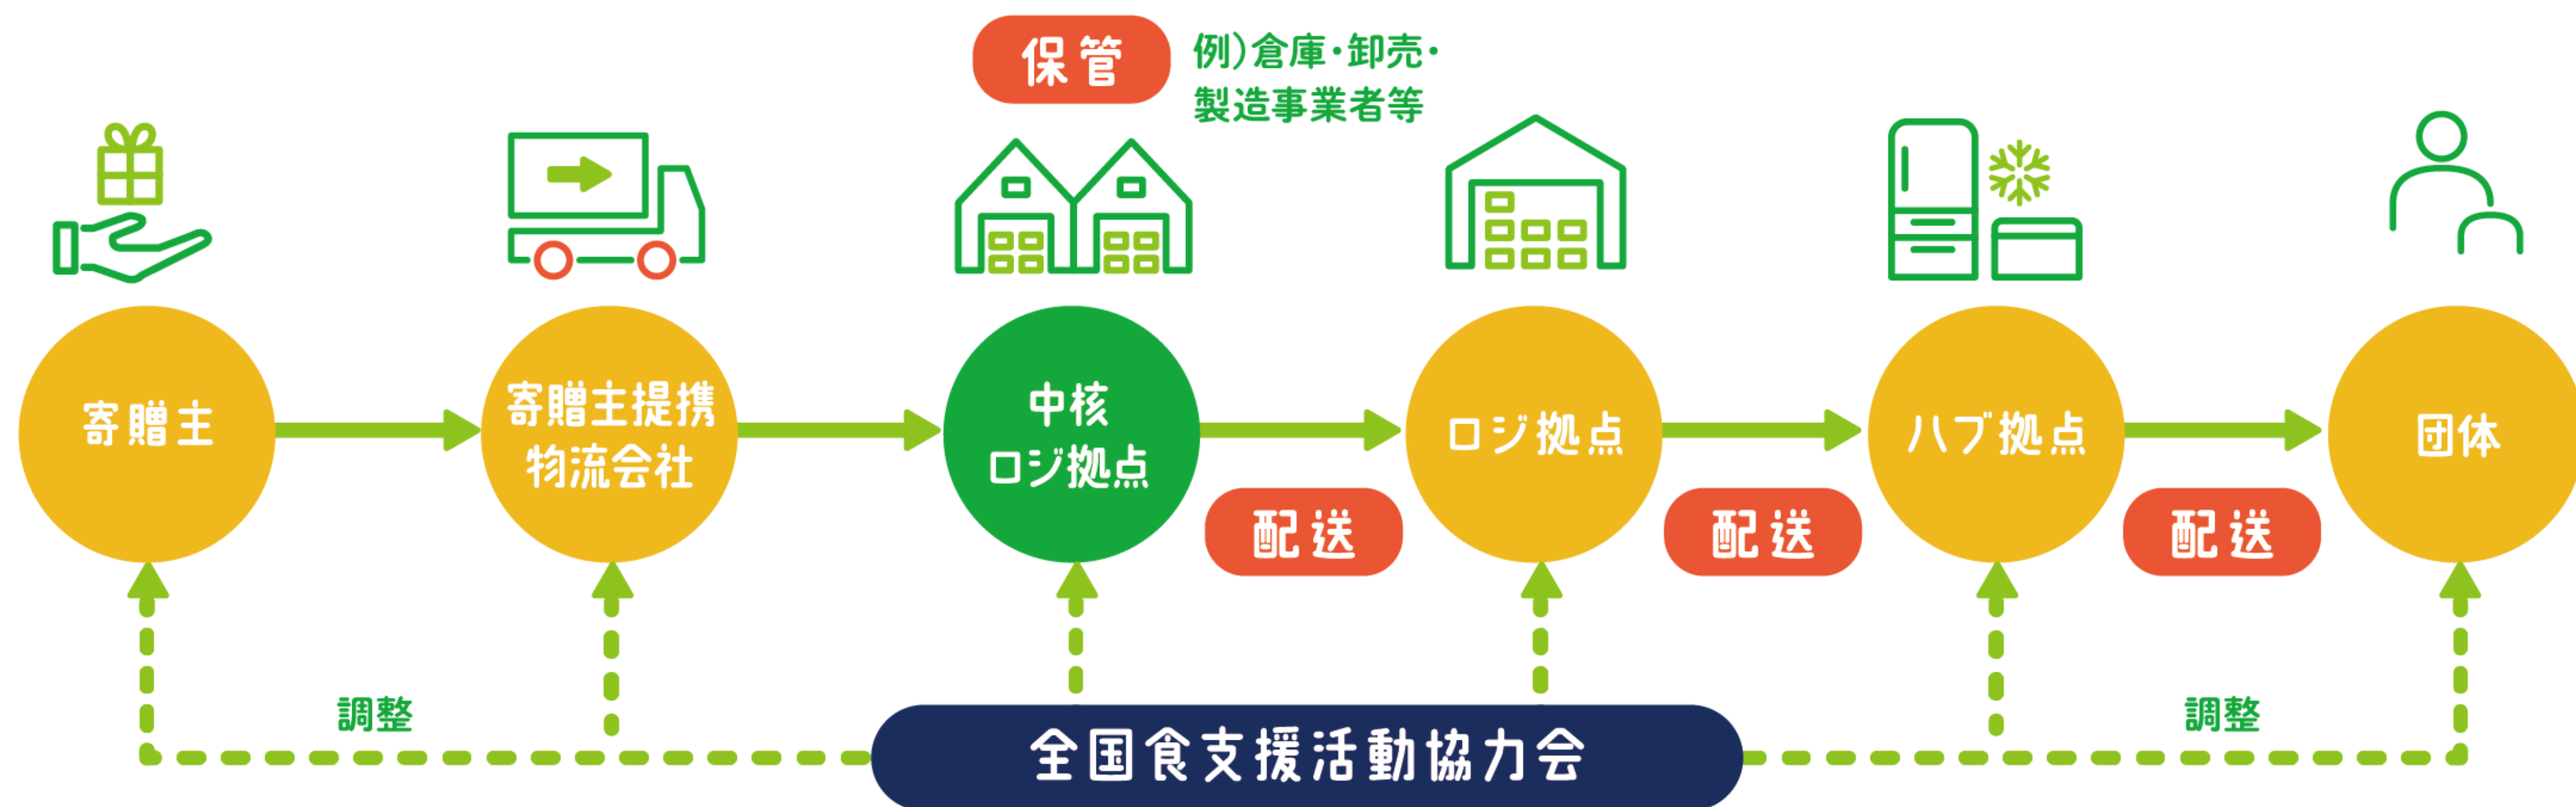 保管
例)倉庫・卸売・
製造事業者等
寄贈主
寄贈主提携
物流会社
中核
ロジ拠点
ロジ拠点
ハブ拠点
団体
配送
配送
配送
調整
調整
全国食支援活動協力会